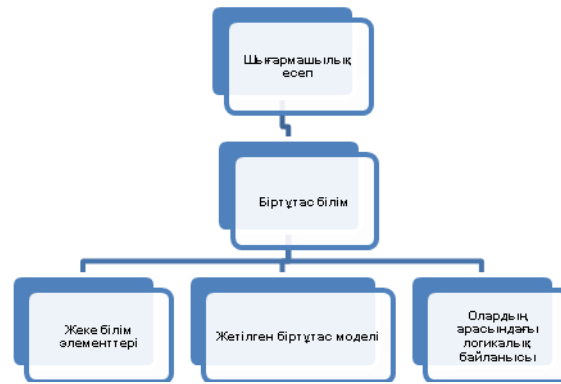 Шығармашылық
есеп
Біртұтас білім
Жеке білім
элементтері
Жетілген біртұтас моделі
Олардың
арасындағы
логикалық
байланысы